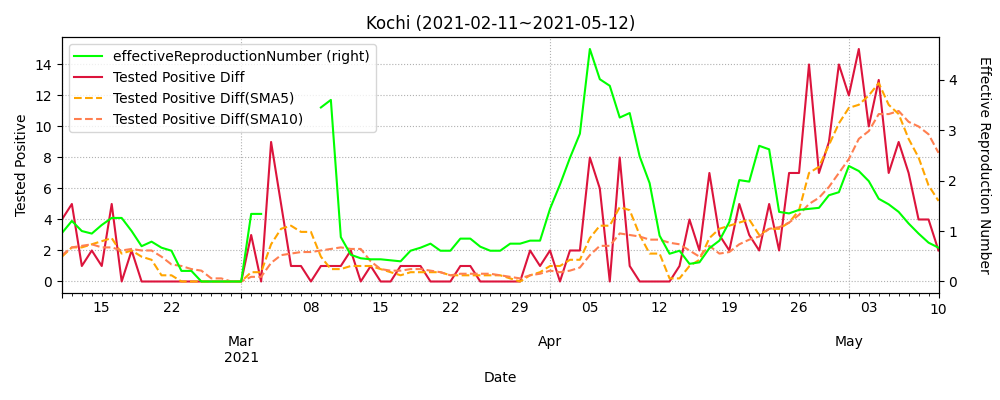 Kochi (2021-02-11~2021-05-12)
effectiveReproductionNumber (right)
Tested Positive Diff
Tested Positive Diff(SMA5)
Tested Positive Diff(SMA10)
Tested Positive
14
12
10
8
6
4
2
0
Effective Reproduction Number
4
3
2
1
0
15 22 08 15 22 29 05 12 19 26 03 10
Mar Apr May
2021
Date